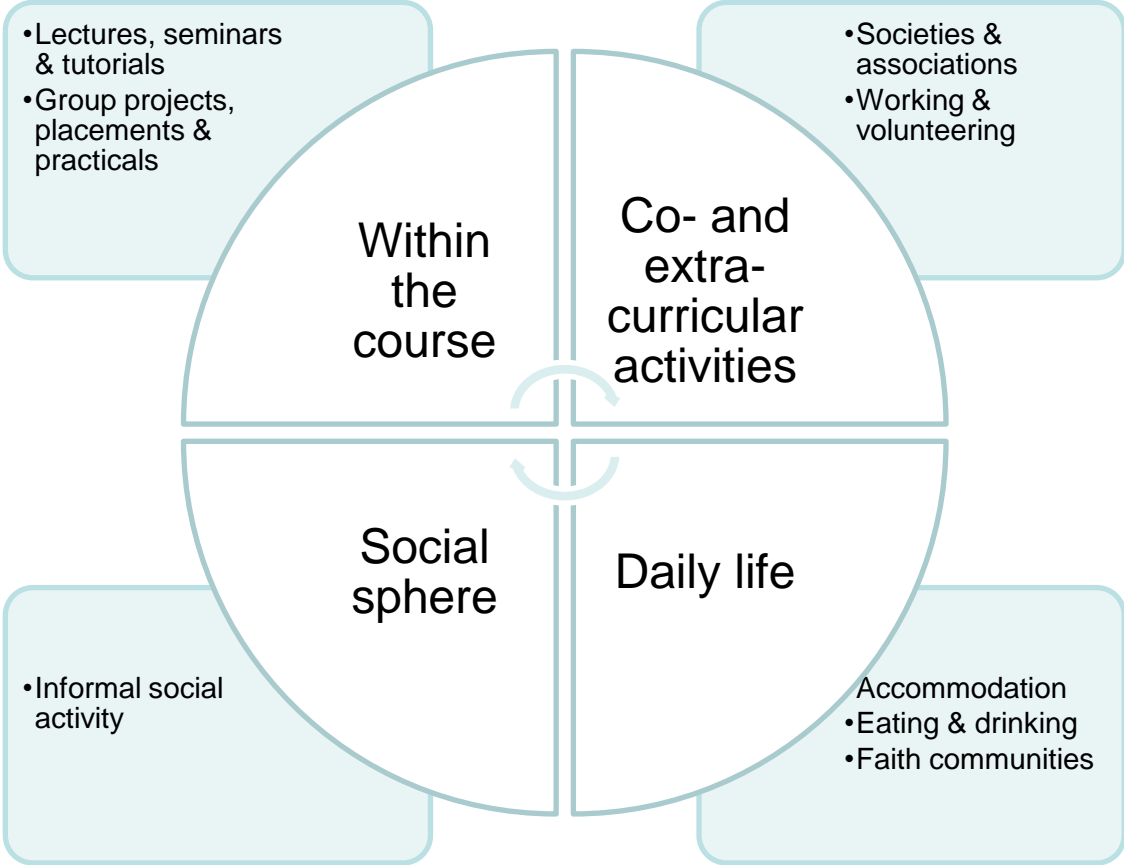 •Lectures, seminars
& tutorials
•Group projects,
placements &
practicals
•Societies &
associations
•Working &
volunteering
Within
the
course
Co- and
extra-
curricular
activities
Social
sphere
Daily life
•Informal social
activity
Accommodation
•Eating & drinking
•Faith communities